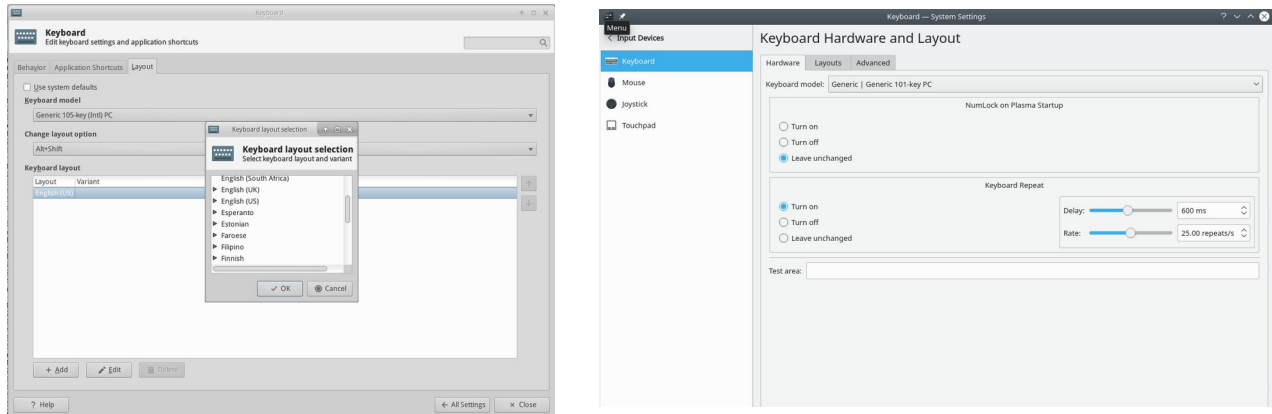 Keyboard
Keyboard
Edit keyboard settings and application shortcuts
Behavior Application Shortcuts Layout
Use system defaults
Keyboard model
Generic 105-key (Intl) PC
Change layout option
Alt+Shift
Keyboard layout
Layout Variant
English (US)
Keyboard layout selection
Keyboard layout selection
Select keyboard layout and variant
English (South Africa)
English (UK)
English (US)
Esperanto
Estonian
Faroese
Filipino
Finnish
OK Cancel
+ Add Edit Delete
? Help ← All Settings × Close
Keyboard — System Settings
Menu
< Input Devices
Keyboard
Mouse
Joystick
Touchpad
Keyboard Hardware and Layout
Hardware Layouts Advanced
Keyboard model: Generic | Generic 101-key PC
NumLock on Plasma Startup
Turn on
Turn off
Leave unchanged
Keyboard Repeat
Turn on
Turn off
Leave unchanged
Delay: 600 ms
Rate: 25.00 repeats/s
Test area: